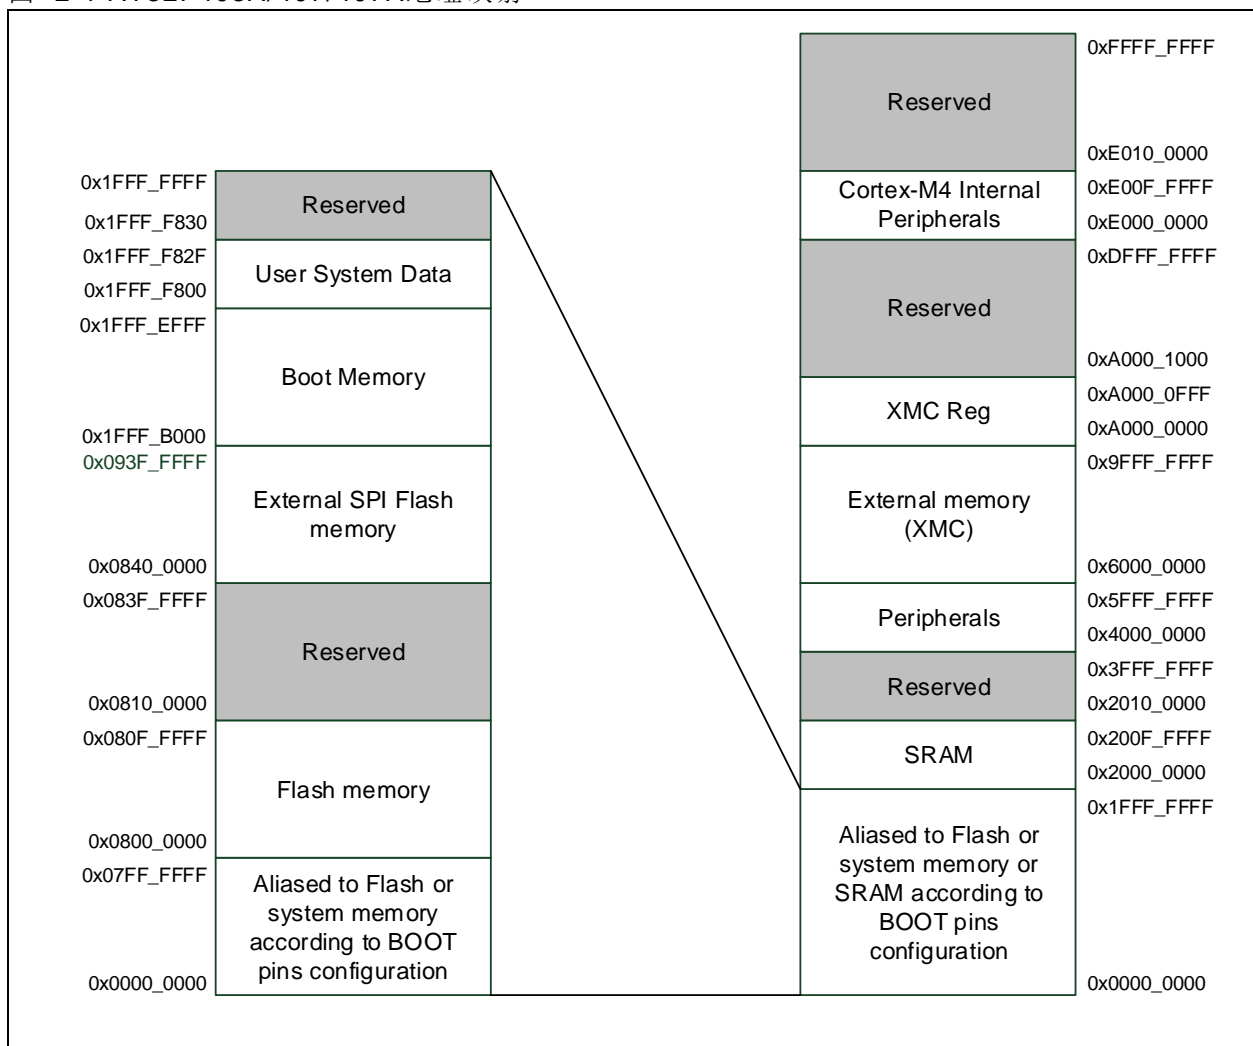 0xFFFF_FFFF
Reserved
0xE010_0000
0x1FFF_FFFF
Reserved
0x1FFF_F830
0x1FFF_F82F
User System Data
0x1FFF_F800
0x1FFF_EFFF
Boot Memory
0x1FFF_B000
0x093F_FFFF
External SPI Flash
memory
0x0840_0000
0x083F_FFFF
Reserved
0x0810_0000
0x080F_FFFF
Flash memory
0x0800_0000
0x07FF_FFFF
Aliased to Flash or
system memory
according to BOOT
pins configuration
0x0000_0000
Cortex-M4 Internal
Peripherals
0xE00F_FFFF
0xE000_0000
0xDFFF_FFFF
Reserved
0xA000_1000
0xA000_0FFF
XMC Reg
0xA000_0000
0x9FFF_FFFF
External memory
(XMC)
0x6000_0000
0x5FFF_FFFF
Peripherals
0x4000_0000
0x3FFF_FFFF
Reserved
0x2010_0000
0x200F_FFFF
SRAM
0x2000_0000
0x1FFF_FFFF
Aliased to Flash or
system memory or
SRAM according to
BOOT pins
configuration
0x0000_0000